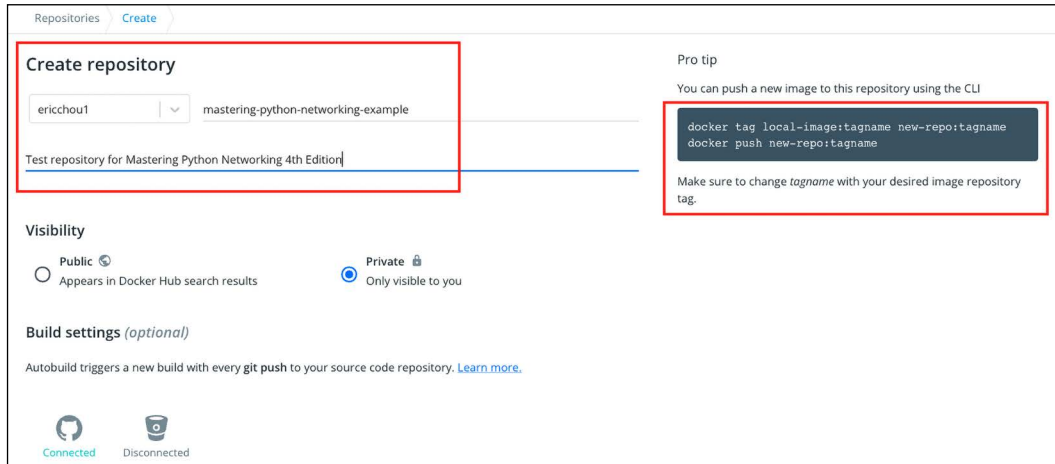 Repositories Create
Create repository
ericchou1 mastering-python-networking-example
Test repository for Mastering Python Networking 4th Edition
Pro tip
You can push a new image to this repository using the CLI
docker tag local-image:tagname new-repo:tagname
docker push new-repo:tagname
Make sure to change tagname with your desired image repository
tag.
Visibility
Public
Appears in Docker Hub search results
Private
Only visible to you
Build settings (optional)
Autobuild triggers a new build with every git push to your source code repository. Learn more.
Connected Disconnected